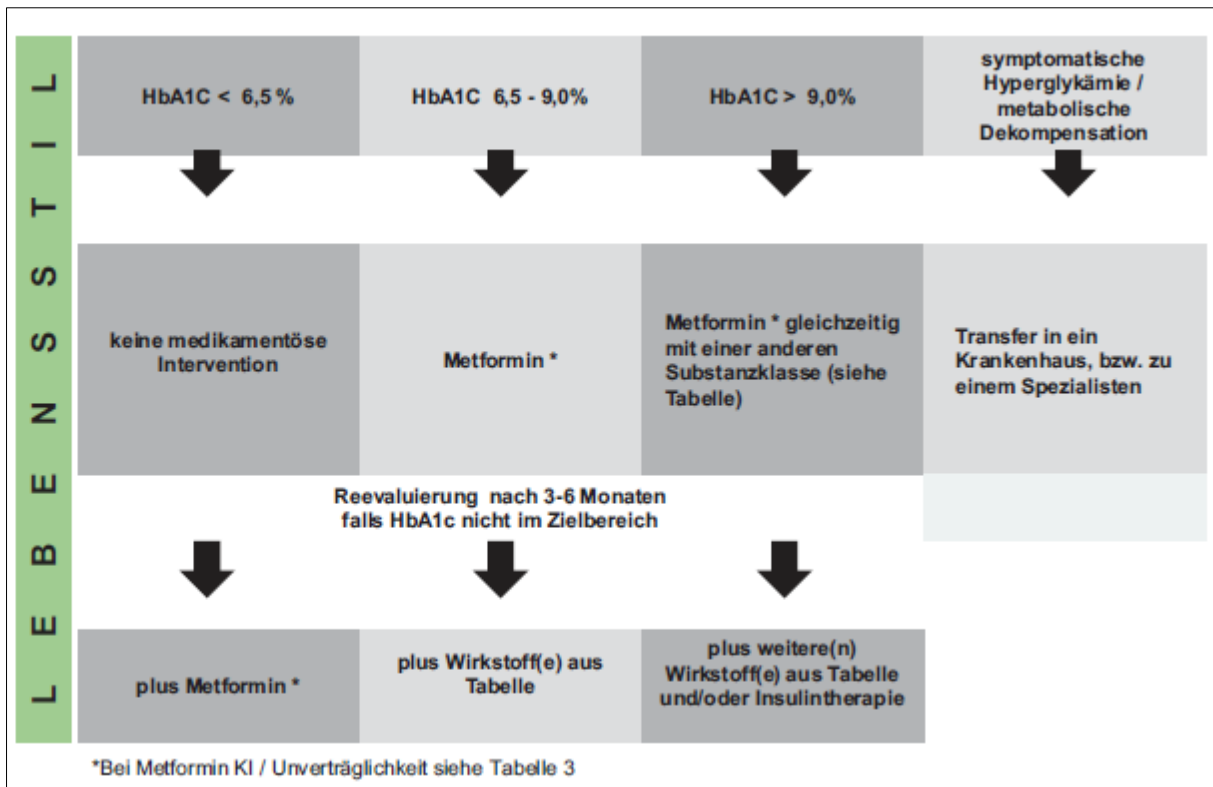 LEBENSSTIL
HbA1C < 6,5 %
HbA1C 6,5 - 9,0%
HbA1C > 9,0%
symptomatische
Hyperglykämie /
metabolische
Dekompensation
keine medikamentöse
Intervention
Metformin *
Metformin * gleichzeitig
mit einer anderen
Substanzklasse (siehe
Tabelle)
Transfer in ein
Krankenhaus, bzw. zu
einem Spezialisten
Reevaluierung nach 3-6 Monaten
falls HbA1c nicht im Zielbereich
plus Metformin *
plus Wirkstoff(e) aus
Tabelle
plus weitere(n)
Wirkstoff(e) aus Tabelle
und/oder Insulintherapie
*Bei Metformin KI / Unverträglichkeit siehe Tabelle 3